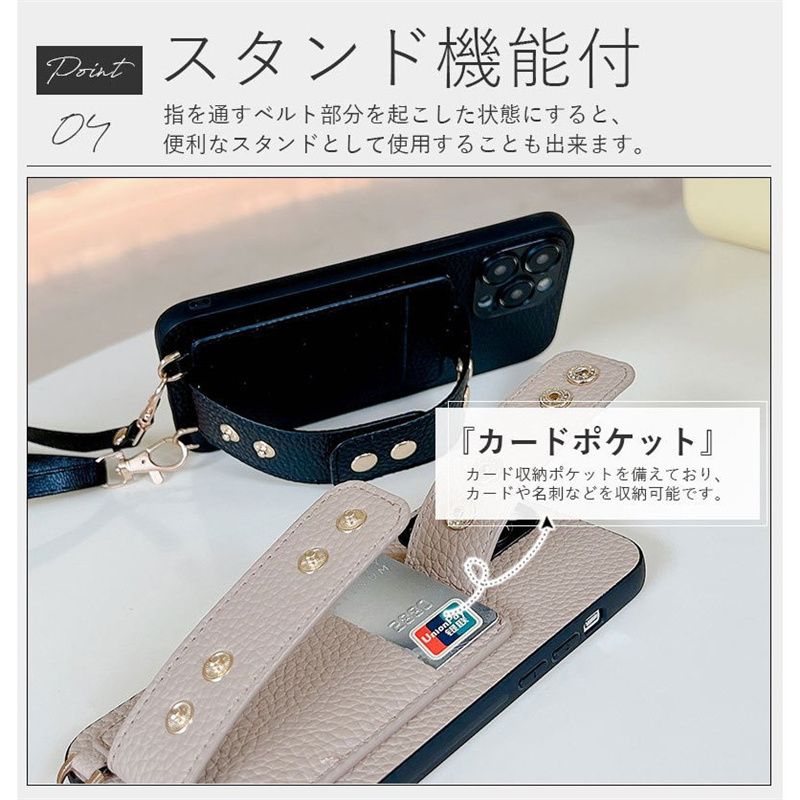 Point
04
スタンド機能付
指を通すベルト部分を起こした状態にすると、
便利なスタンドとして使用することも出来ます。
『カードポケット』
カード収納ポケットを備えており、
カードや名刺などを収納可能です。
UnionPay
银联